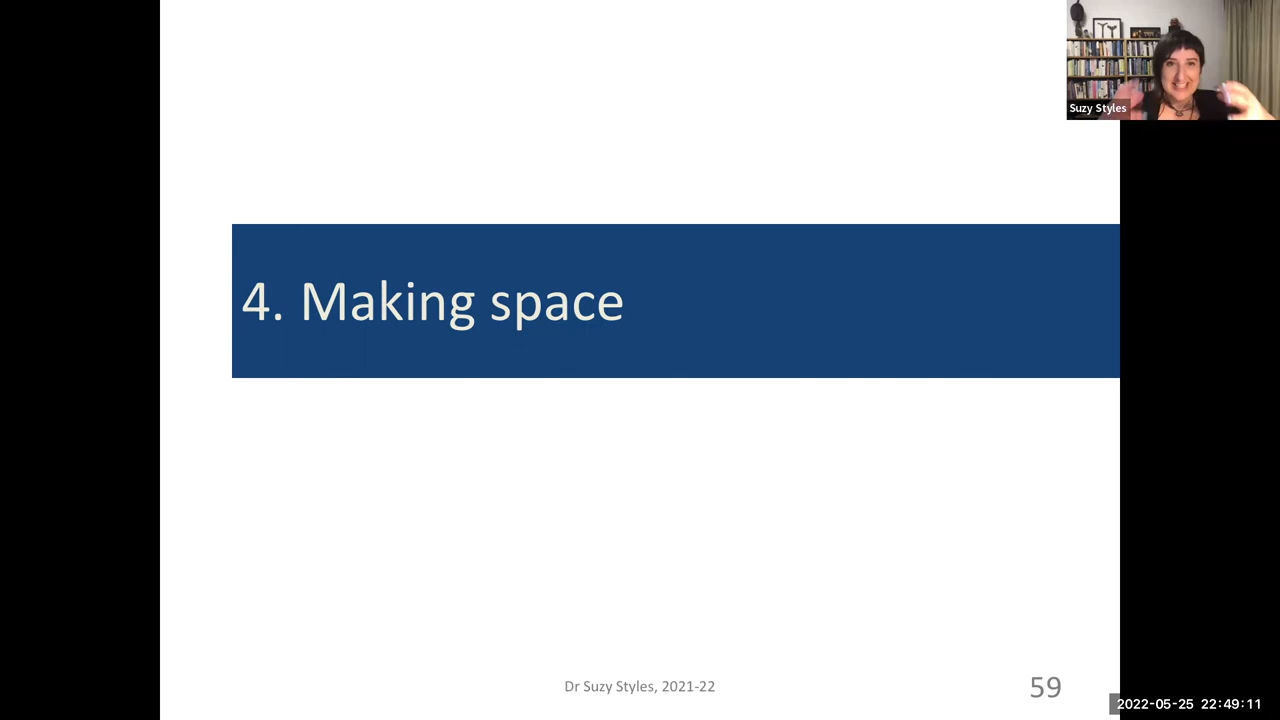 Suzy Styles
4. Making space
Dr Suzy Styles, 2021-22
59
2022-05-25 22:49:11